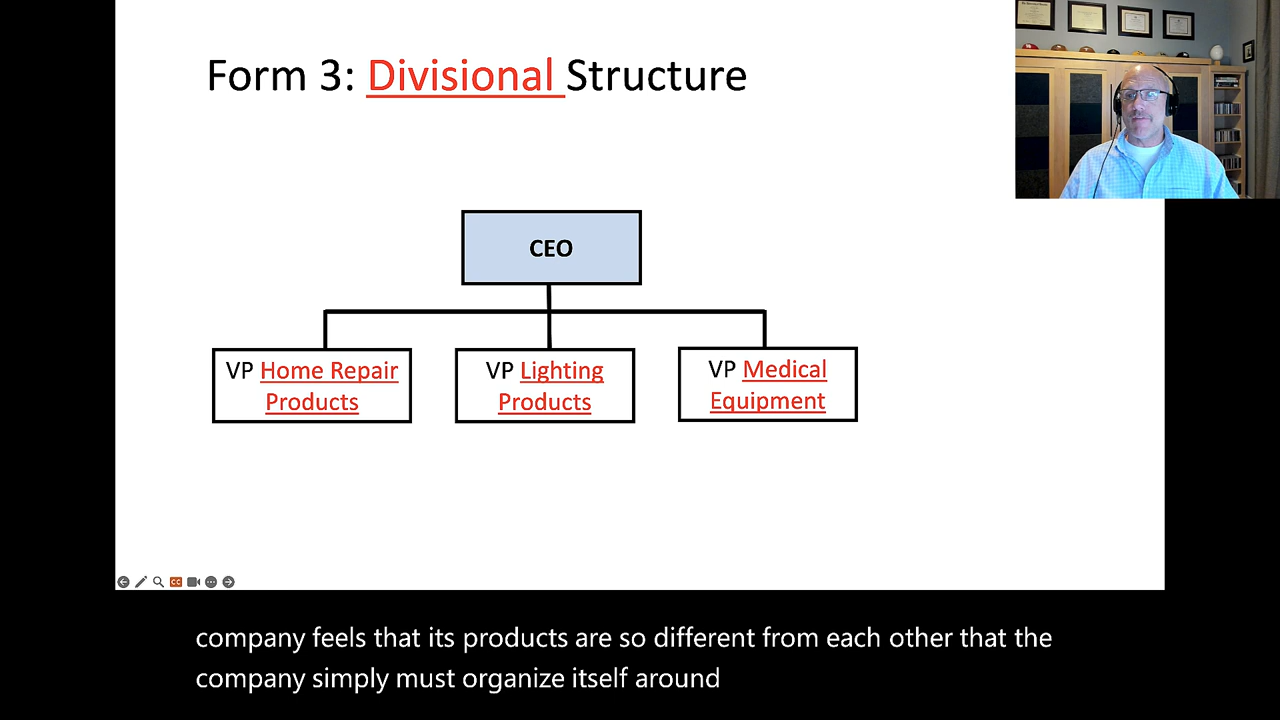 Form 3: Divisional Structure
CEO
VP Home Repair
Products
VP Lighting
Products
VP Medical
Equipment
CC
company feels that its products are so different from each other that the
company simply must organize itself around